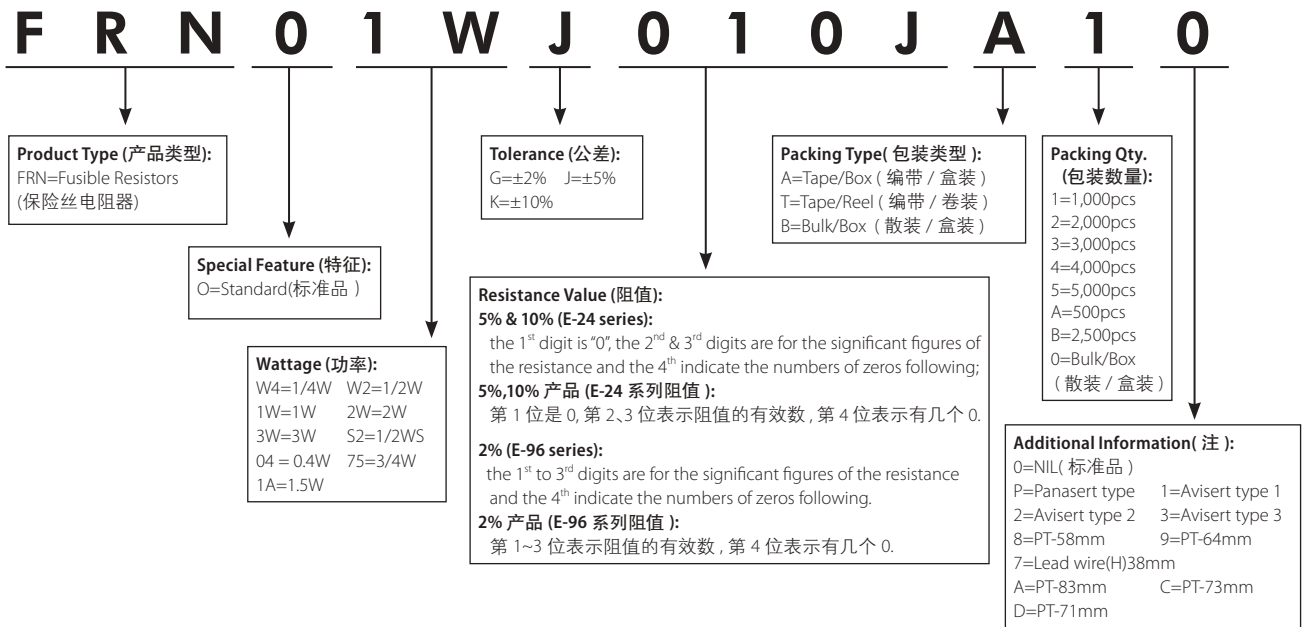 FRN01WJ010JA10
Product Type (产品类型):
FRN=Fusible Resistors
(保险丝电阻器)
Special Feature (特征):
O=Standard(标准品 )
Wattage (功率):
W4=1/4W W2=1/2W
1W=1W 2W=2W
3W=3W S2=1/2WS
04 = 0.4W 75=3/4W
1A=1.5W
Tolerance (公差):
G=±2% J=±5%
K=±10%
Resistance Value (阻值):
5% & 10% (E-24 series):
the 1st digit is "0", the 2nd & 3rd digits are for the significant figures of
the resistance and the 4th indicate the numbers of zeros following;
5%,10% 产品 (E-24 系列阻值 ):
第 1 位是 0, 第 2、3 位表示阻值的有效数 , 第 4 位表示有几个 0.
2% (E-96 series):
the 1st to 3rd digits are for the significant figures of the resistance
and the 4th indicate the numbers of zeros following.
2% 产品 (E-96 系列阻值 ):
第 1~3 位表示阻值的有效数 , 第 4 位表示有几个 0.
Packing Type( 包装类型 ):
A=Tape/Box ( 编带 / 盒装 )
T=Tape/Reel ( 编带 / 卷装 )
B=Bulk/Box ( 散装 / 盒装 )
Packing Qty.
(包装数量):
1=1,000pcs
2=2,000pcs
3=3,000pcs
4=4,000pcs
5=5,000pcs
A=500pcs
B=2,500pcs
0=Bulk/Box
( 散装 / 盒装 )
Additional Information( 注 ):
0=NIL( 标准品 )
P=Panasert type 1=Avisert type 1
2=Avisert type 2 3=Avisert type 3
8=PT-58mm 9=PT-64mm
7=Lead wire(H)38mm
A=PT-83mm C=PT-73mm
D=PT-71mm